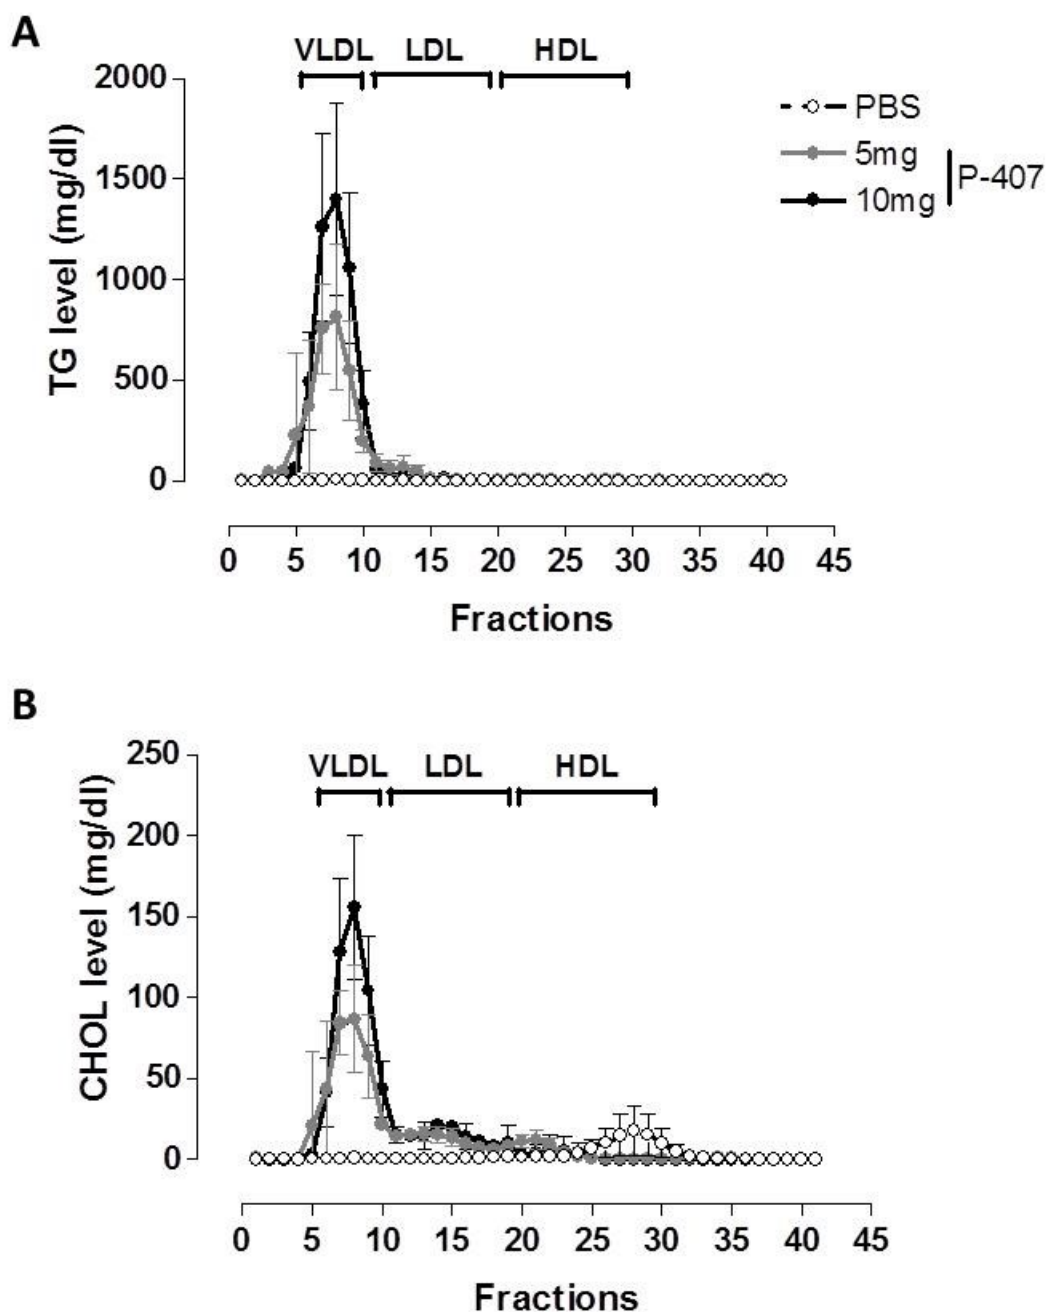 A
VLDL LDL HDL
2000
1500
1000
500
0
TG level (mg/dl)
PBS
5mg
10mg
P-407
0 5 10 15 20 25 30 35 40 45
Fractions
B
VLDL LDL HDL
250
200
150
100
50
0
CHOL level (mg/dl)
0 5 10 15 20 25 30 35 40 45
Fractions